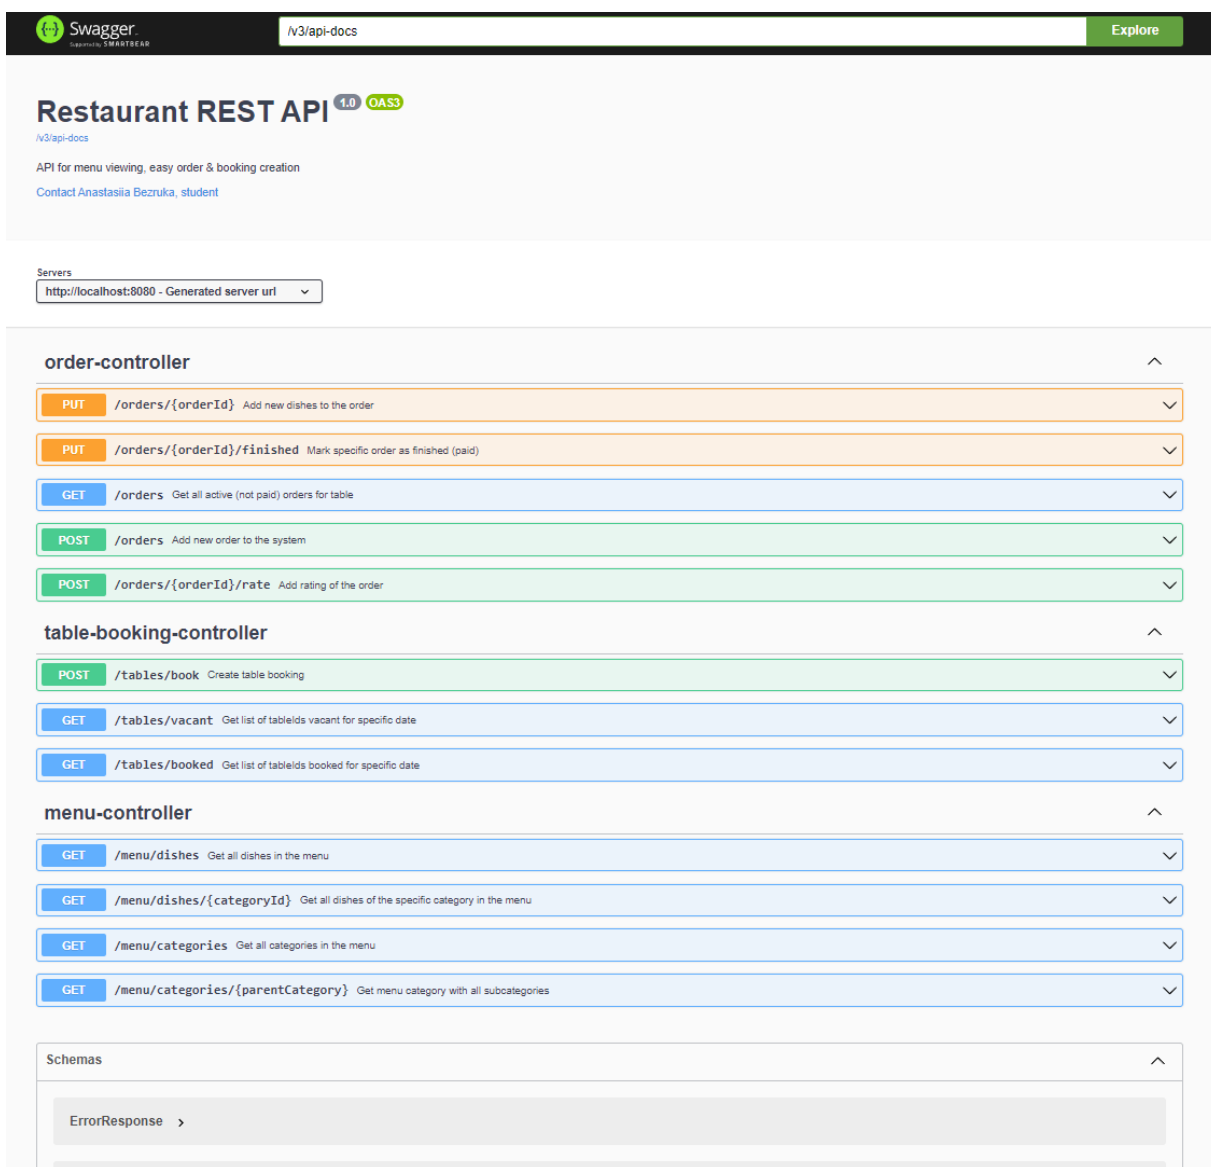 Swagger.
Supported by SMARTBEAR
/v3/api-docs
Explore
Restaurant REST API 1.0 OAS3
/v3/api-docs
API for menu viewing, easy order & booking creation
Contact Anastasiia Bezruka, student
Servers
http://localhost:8080 - Generated server url
order-controller
PUT /orders/{orderId} Add new dishes to the order
PUT /orders/{orderId}/finished Mark specific order as finished (paid)
GET /orders Get all active (not paid) orders for table
POST /orders Add new order to the system
POST /orders/{orderId}/rate Add rating of the order
table-booking-controller
POST /tables/book Create table booking
GET /tables/vacant Get list of tableIds vacant for specific date
GET /tables/booked Get list of tableIds booked for specific date
menu-controller
GET /menu/dishes Get all dishes in the menu
GET /menu/dishes/{categoryId} Get all dishes of the specific category in the menu
GET /menu/categories Get all categories in the menu
GET /menu/categories/{parentCategory} Get menu category with all subcategories
Schemas
ErrorResponse